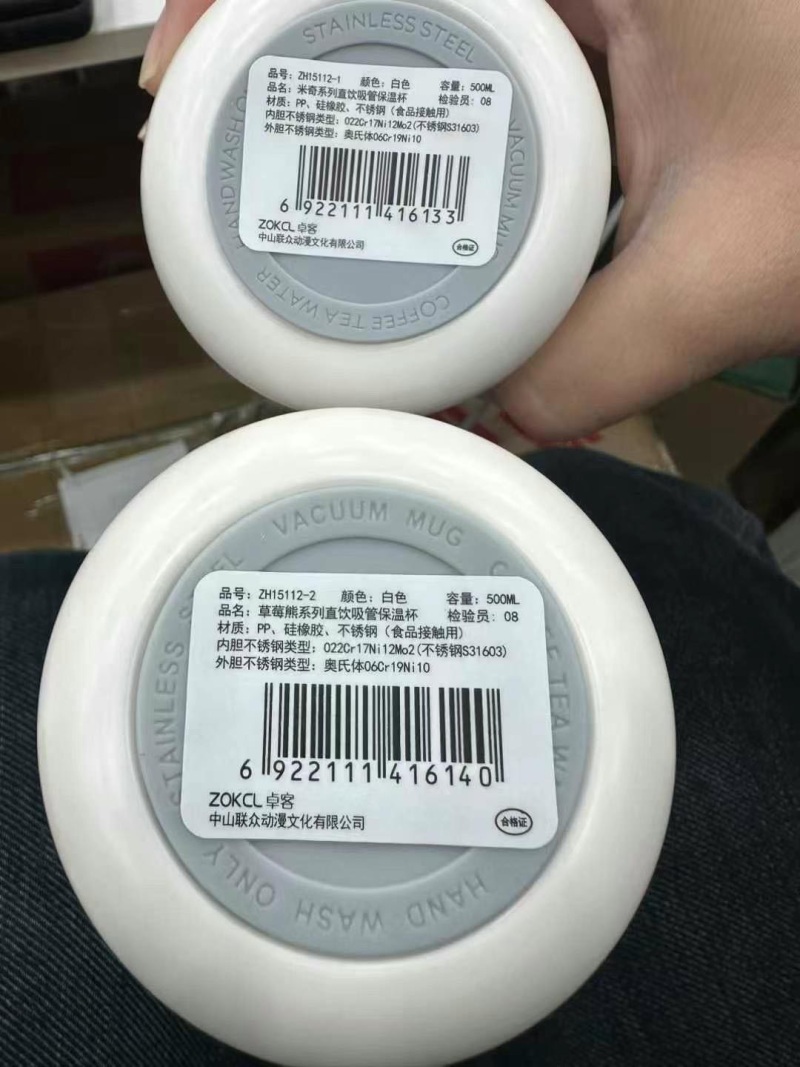 STAINLESS STEEL
VACUUM MU
COFFEE TEA WATER
HAND WASH O
品号：ZH15112-1 颜色：白色 容量：500ML
品名：米奇系列直饮吸管保温杯 检验员：08
材质：PP、硅橡胶、不锈钢（食品接触用）
内胆不锈钢类型：022Cr17Ni12Mo2(不锈钢S31603)
外胆不锈钢类型：奥氏体06Cr19Ni10
6 922111 416133
ZOKCL 卓客
中山联众动漫文化有限公司
合格证
VACUUM MUG
C
EE TEA W
HAND WASH ONLY
STAINLESS S EL
品号：ZH15112-2 颜色：白色 容量：500ML
品名：草莓熊系列直饮吸管保温杯 检验员：08
材质：PP、硅橡胶、不锈钢（食品接触用）
内胆不锈钢类型：022Cr17Ni12Mo2(不锈钢S31603)
外胆不锈钢类型：奥氏体06Cr19Ni10
6 922111 416140
ZOKCL 卓客
中山联众动漫文化有限公司
合格证